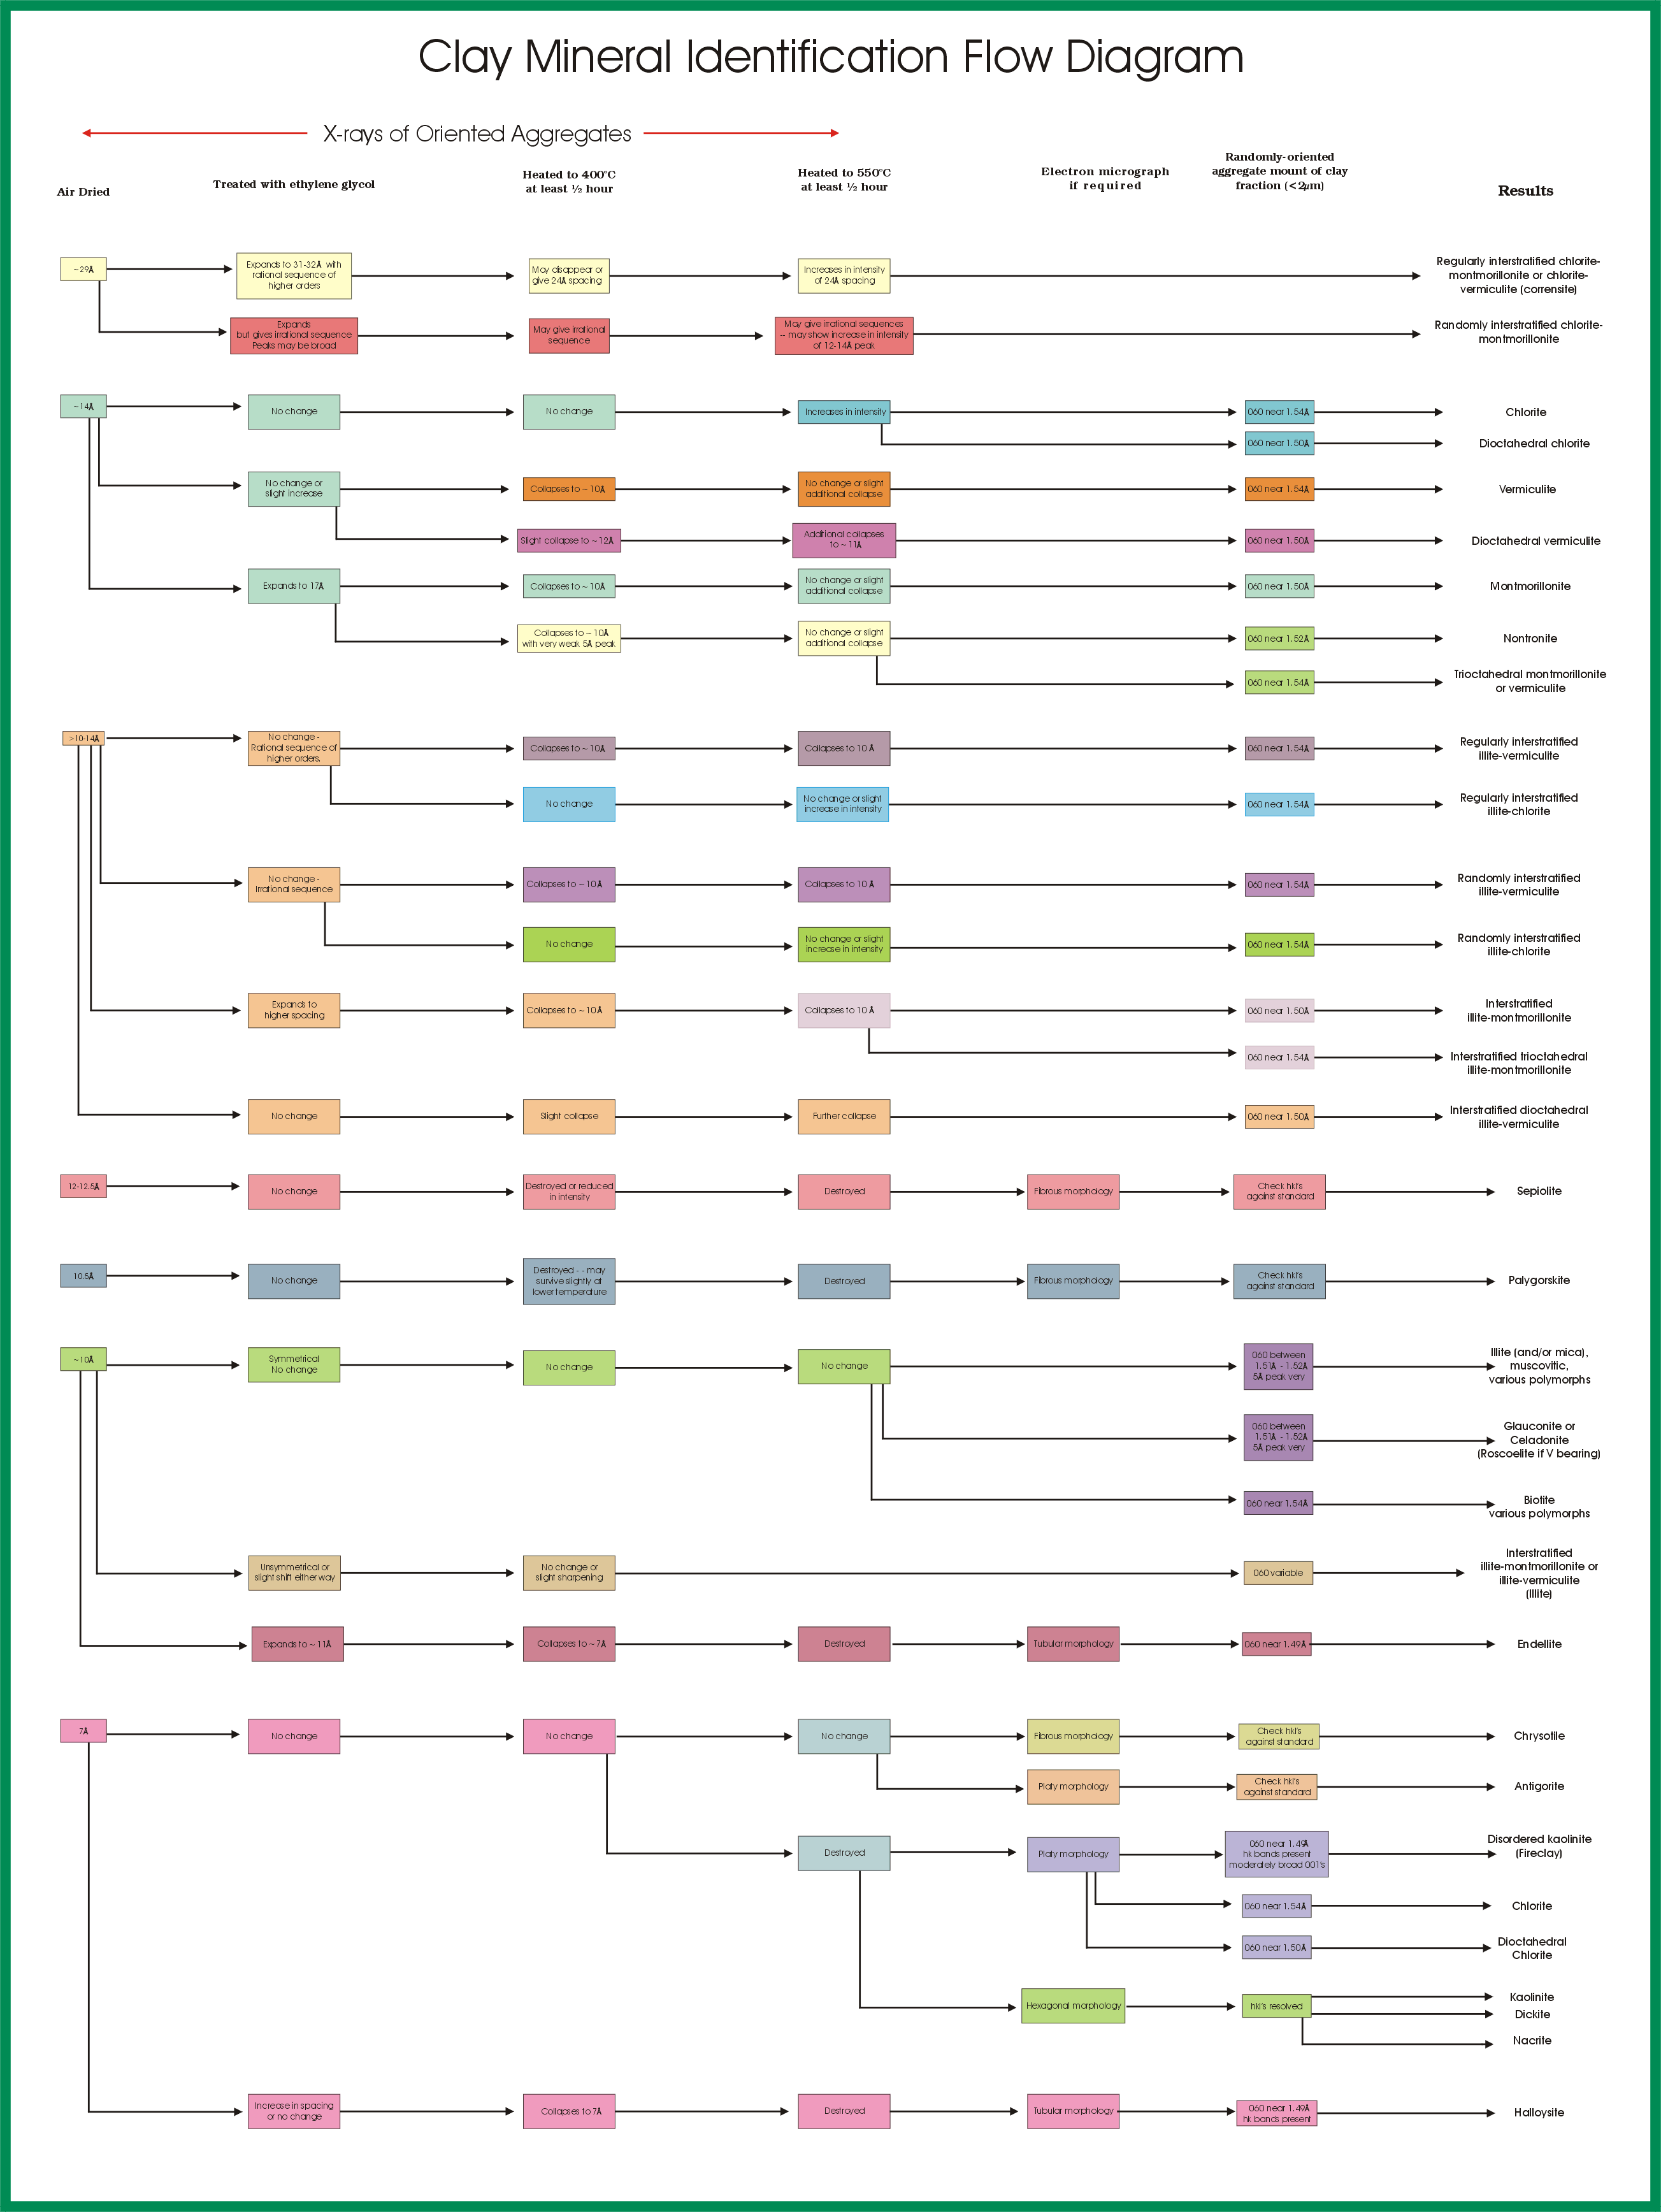 Clay Mineral Identification Flow Diagram
X-rays of Oriented Aggregates
Air Dried
Treated with ethylene glycol
Heated to 400°C
at least ½ hour
Heated to 550°C
at least ½ hour
Electron micrograph
if required
Randomly-oriented
aggregate mount of clay
fraction (<2µm)
Results
~29Å
Expands to 31-32Å with
rational sequence of
higher orders
May disappear or
give 24Å spacing
Increases in intensity
of 24Å spacing
Regularly interstratified chlorite-
montmorillonite or chlorite-
vermiculite (corrensite)
Expands
but gives irrational sequence
Peaks may be broad
May give irrational
sequence
May give irrational sequences
-- may show increase in intensity
of 12-14Å peak
Randomly interstratified chlorite-
montmorillonite
~14Å
No change
No change
Increases in intensity
060 near 1.54Å
Chlorite
060 near 1.50Å
Dioctahedral chlorite
No change or
slight increase
Collapses to ~ 10Å
No change or slight
additional collapse
060 near 1.54Å
Vermiculite
Slight collapse to ~12Å
Additional collapses
to ~ 11Å
060 near 1.50Å
Dioctahedral vermiculite
Expands to 17Å
Collapses to ~ 10Å
No change or slight
additional collapse
060 near 1.50Å
Montmorillonite
Collapses to ~ 10Å
with very weak 5Å peak
No change or slight
additional collapse
060 near 1.52Å
Nontronite
060 near 1.54Å
Trioctahedral montmorillonite
or vermiculite
>10-14Å
No change -
Rational sequence of
higher orders.
Collapses to ~ 10Å
Collapses to 10 Å
060 near 1.54Å
Regularly interstratified
illite-vermiculite
No change
No change or slight
increase in intensity
060 near 1.54Å
Regularly interstratified
illite-chlorite
No change -
Irrational sequence
Collapses to ~10Å
Collapses to 10 Å
060 near 1.54Å
Randomly interstratified
illite-vermiculite
No change
No change or slight
increase in intensity
060 near 1.54Å
Randomly interstratified
illite-chlorite
Expands to
higher spacing
Collapses to ~10Å
Collapses to 10 Å
060 near 1.50Å
Interstratified
illite-montmorillonite
060 near 1.54Å
Interstratified trioctahedral
illite-montmorillonite
No change
Slight collapse
Further collapse
060 near 1.50Å
Interstratified dioctahedral
illite-vermiculite
12-12.5Å
No change
Destroyed or reduced
in intensity
Destroyed
Fibrous morphology
Check hkl's
against standard
Sepiolite
10.5Å
No change
Destroyed - - may
survive slightly at
lower temperature
Destroyed
Fibrous morphology
Check hkl's
against standard
Palygorskite
~10Å
Symmetrical
No change
No change
No change
060 between
1.51Å - 1.52Å
5Å peak very
Illite (and/or mica),
muscovitic,
various polymorphs
060 between
1.51Å - 1.52Å
5Å peak very
Glauconite or
Celadonite
(Roscoelite if V bearing)
060 near 1.54Å
Biotite
various polymorphs
Unsymmetrical or
slight shift either way
No change or
slight sharpening
060 variable
Interstratified
illite-montmorillonite or
illite-vermiculite
(Illite)
Expands to ~ 11Å
Collapses to ~7Å
Destroyed
Tubular morphology
060 near 1.49Å
Endellite
7Å
No change
No change
No change
Fibrous morphology
Check hkl's
against standard
Chrysotile
Platy morphology
Check hkl's
against standard
Antigorite
Destroyed
Platy morphology
060 near 1.49Å
hk bands present
moderately broad 001's
Disordered kaolinite
(Fireclay)
060 near 1.54Å
Chlorite
060 near 1.50Å
Dioctahedral
Chlorite
Hexagonal morphology
hkl's resolved
Kaolinite
Dickite
Nacrite
Increase in spacing
or no change
Collapses to 7Å
Destroyed
Tubular morphology
060 near 1.49Å
hk bands present
Halloysite